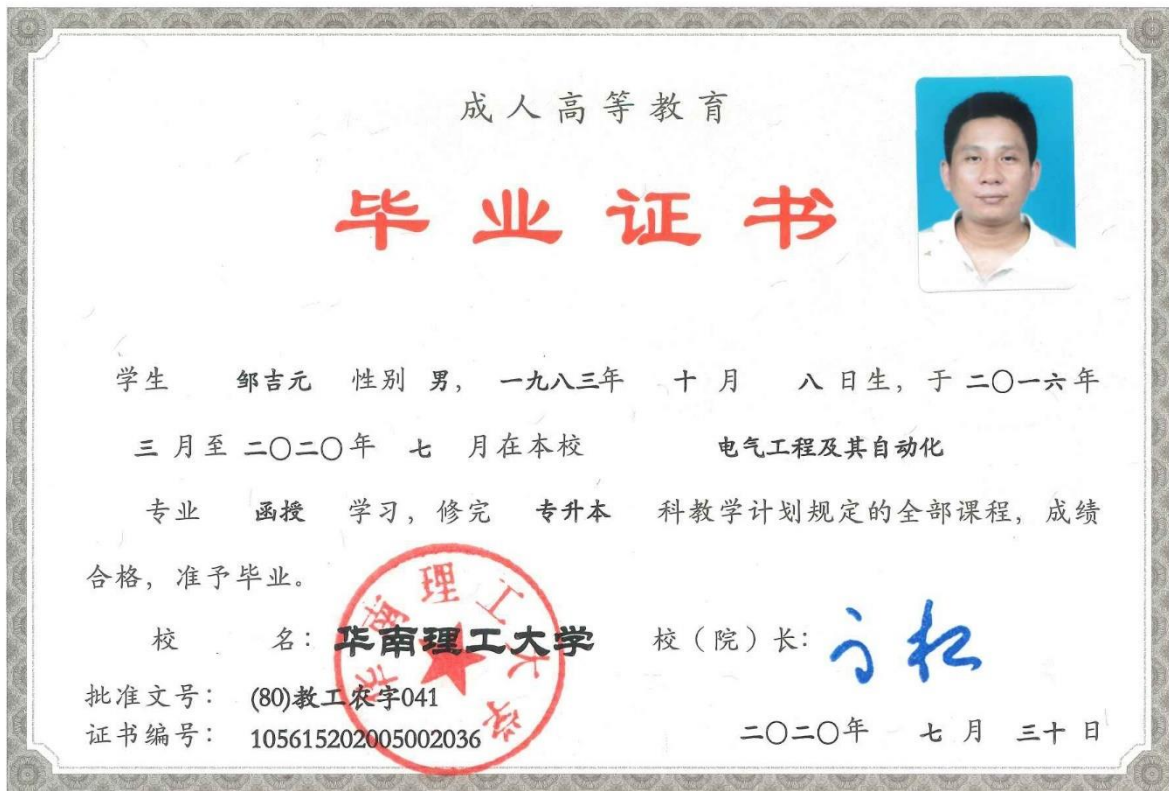 成人高等教育
毕业证书
学生 邹吉元 性别 男, 一九八三年 十 月 八 日生, 于 二〇一六 年
三 月至 二〇二〇年 七 月在本校 电气工程及其自动化
专业 函授 学习, 修完 专升本 科教学计划规定的全部课程, 成绩
合格, 准予毕业。
华南理工大学
校 名: 华南理工大学 校(院)长:
批准文号: (80)教工农字041
证书编号: 105615202005002036
二〇二〇年 七 月 三十 日